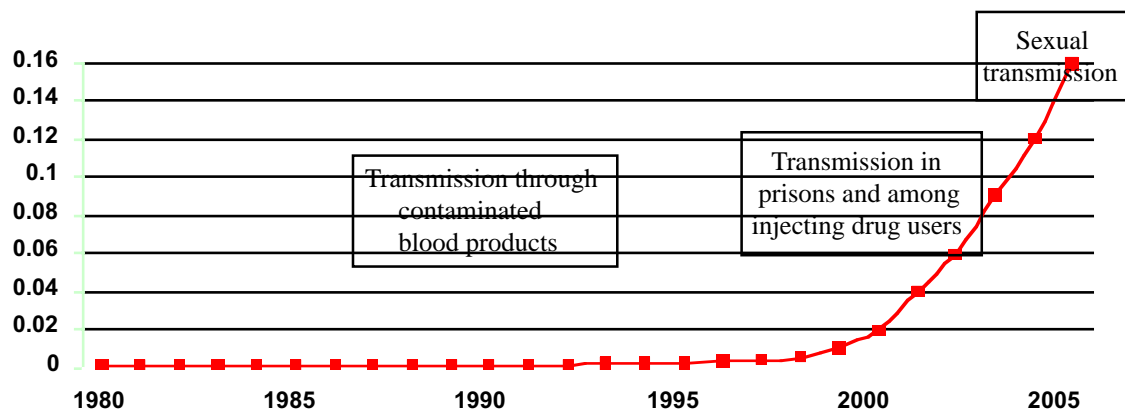 Sexual
transmission
0.16
0.14
0.12
0.1
0.08
0.06
0.04
0.02
0
Transmission through
contaminated
blood products
Transmission in
prisons and among
injecting drug users
1980 1985 1990 1995 2000 2005